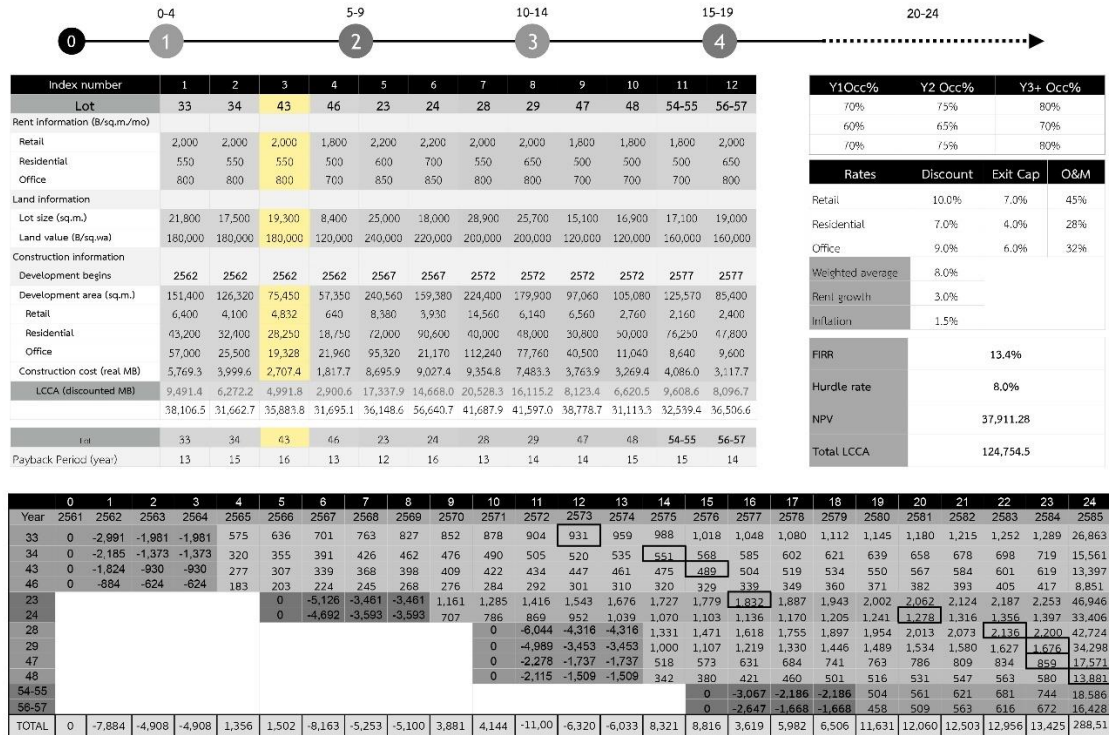 0-4 5-9 10-14 15-19 20-24
0 1 2 3 4
Index number 1 2 3 4 5 6 7 8 9 10 11 12
Lot 33 34 43 46 23 24 28 29 47 48 54-55 56-57
Rent information (B/sq.m./mo)
Retail 2,000 2,000 2,000 1,800 2,200 2,200 2,000 2,000 1,800 1,800 1,800 2,000
Residential 550 550 550 500 600 700 550 650 500 500 500 650
Office 800 800 800 700 850 850 800 800 700 700 700 800
Land information
Lot size (sq.m.) 21,800 17,500 19,300 8,400 25,000 18,000 28,900 25,700 15,100 16,900 17,100 19,000
Land value (B/sq.wa) 180,000 180,000 180,000 120,000 240,000 220,000 200,000 200,000 120,000 120,000 160,000 160,000
Construction information
Development begins 2562 2562 2562 2562 2567 2567 2572 2572 2572 2572 2577 2577
Development area (sq.m.) 151,400 126,320 75,450 57,350 240,560 159,380 224,400 179,900 97,060 105,080 125,570 85,400
Retail 6,400 4,100 4,832 640 8,380 3,930 14,560 6,140 6,560 2,760 2,160 2,400
Residential 43,200 32,400 28,250 18,750 72,000 90,600 40,000 48,000 30,800 50,000 76,250 47,800
Office 57,000 25,500 19,328 21,960 95,320 21,170 112,240 77,760 40,500 11,040 8,640 9,600
Construction cost (real MB) 5,769.3 3,999.6 2,707.4 1,817.7 8,695.9 9,027.4 9,354.8 7,483.3 3,763.9 3,269.4 4,086.0 3,117.7
LCCA (discounted MB) 9,491.4 6,272.2 4,991.8 2,900.6 17,337.9 14,668.0 20,528.3 16,115.2 8,123.4 6,620.5 9,608.6 8,096.7
38,106.5 31,662.7 35,883.8 31,695.1 36,148.6 56,640.7 41,687.9 41,597.0 38,778.7 31,113.3 32,539.4 36,506.6
Lot 33 34 43 46 23 24 28 29 47 48 54-55 56-57
Payback Period (year) 13 15 16 13 12 16 13 14 14 15 15 14
Y1Occ% Y2 Occ% Y3+ Occ%
70% 75% 80%
60% 65% 70%
70% 75% 80%
Rates Discount Exit Cap O&M
Retail 10.0% 7.0% 45%
Residential 7.0% 4.0% 28%
Office 9.0% 6.0% 32%
Weighted average 8.0%
Rent growth 3.0%
Inflation 1.5%
FIRR 13.4%
Hurdle rate 8.0%
NPV 37,911.28
Total LCCA 124,754.5
0 1 2 3 4 5 6 7 8 9 10 11 12 13 14 15 16 17 18 19 20 21 22 23 24
Year 2561 2562 2563 2564 2565 2566 2567 2568 2569 2570 2571 2572 2573 2574 2575 2576 2577 2578 2579 2580 2581 2582 2583 2584 2585
33 0 -2,991 -1,981 -1,981 575 636 701 763 827 852 878 904 931 959 988 1,018 1,048 1,080 1,112 1,145 1,180 1,215 1,252 1,289 26,863
34 0 -2,185 -1,373 -1,373 320 355 391 426 462 476 490 505 520 535 551 568 585 602 621 639 658 678 698 719 15,561
43 0 -1,824 -930 -930 277 307 339 368 398 409 422 434 447 461 475 489 504 519 534 550 567 584 601 619 13,397
46 0 -884 -624 -624 183 203 224 245 268 276 284 292 301 310 320 329 339 349 360 371 382 393 405 417 8,851
23 0 -5,126 -3,461 -3,461 1,161 1,285 1,416 1,543 1,676 1,727 1,779 1,832 1,887 1,943 2,002 2,062 2,124 2,187 2,253 46,946
24 0 -4,692 -3,593 -3,593 707 786 869 952 1,039 1,070 1,103 1,136 1,170 1,205 1,241 1,278 1,316 1,356 1,397 33,406
28 0 -6,044 -4,316 -4,316 1,331 1,471 1,618 1,755 1,897 1,954 2,013 2,073 2,136 2,200 42,724
29 0 -4,989 -3,453 -3,453 1,000 1,107 1,219 1,330 1,446 1,489 1,534 1,580 1,627 1,676 34,298
47 0 -2,278 -1,737 -1,737 518 573 631 684 741 763 786 809 834 859 17,571
48 0 -2,115 -1,509 -1,509 342 380 421 460 501 516 531 547 563 580 13,881
54-55 0 -3,067 -2,186 -2,186 504 561 621 681 744 18,586
56-57 0 -2,647 -1,668 -1,668 458 509 563 616 672 16,428
TOTAL 0 -7,884 -4,908 -4,908 1,356 1,502 -8,163 -5,253 -5,100 3,881 4,144 -11,00 -6,320 -6,033 8,321 8,816 3,619 5,982 6,506 11,631 12,060 12,503 12,956 13,425 288,51